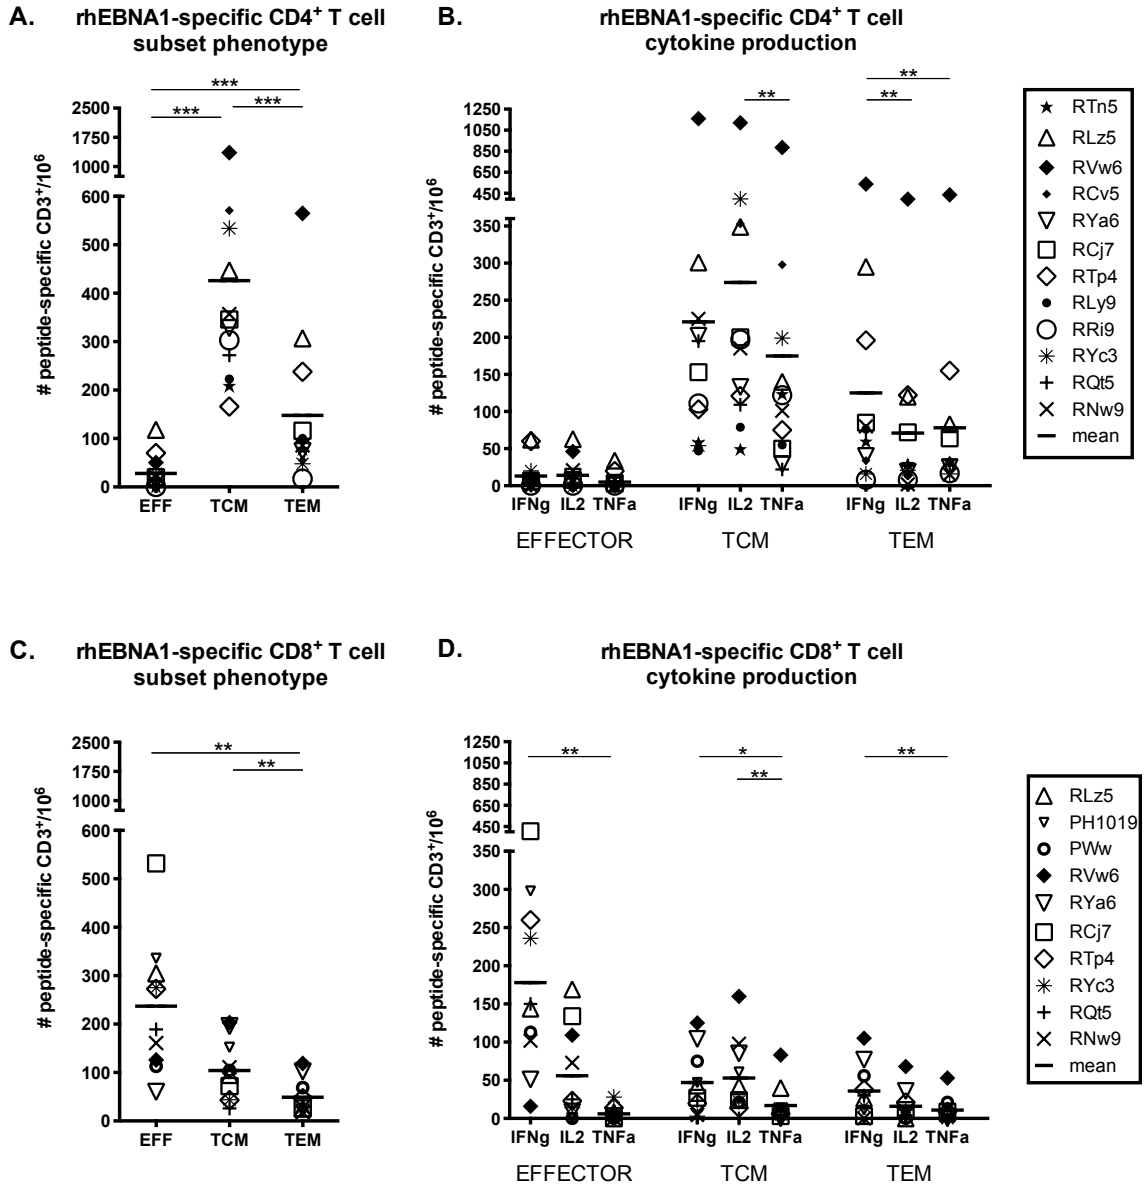 A.
rhEBNA1-specific CD4+ T cell
subset phenotype
# peptide-specific CD3+/10^6
2500
1750
1000
600
500
400
300
200
100
0
***
***
***
EFF TCM TEM
B.
rhEBNA1-specific CD4+ T cell
cytokine production
# peptide-specific CD3+/10^6
1250
1050
850
650
450
350
300
250
200
150
100
50
0
**
**
**
IFNg IL2 TNFa IFNg IL2 TNFa IFNg IL2 TNFa
EFFECTOR TCM TEM
RTn5
RLz5
RVw6
RCv5
RYa6
RCj7
RTp4
RLy9
RRi9
RYc3
RQt5
RNw9
mean
C.
rhEBNA1-specific CD8+ T cell
subset phenotype
# peptide-specific CD3+/10^6
2500
1750
1000
600
500
400
300
200
100
0
**
**
EFF TCM TEM
D.
rhEBNA1-specific CD8+ T cell
cytokine production
# peptide-specific CD3+/10^6
1250
1050
850
650
450
350
300
250
200
150
100
50
0
**
*
**
**
IFNg IL2 TNFa IFNg IL2 TNFa IFNg IL2 TNFa
EFFECTOR TCM TEM
RLz5
PH1019
PWw
RVw6
RYa6
RCj7
RTp4
RYc3
RQt5
RNw9
mean